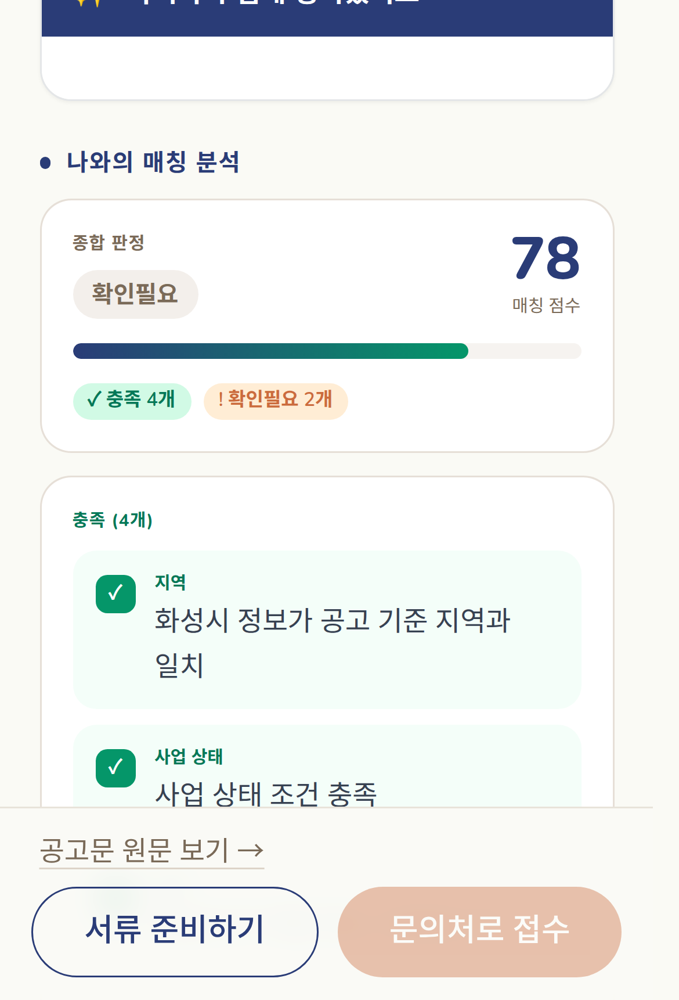 나와의 매칭 분석
종합 판정
78
확인필요
매칭 점수
✓ 충족 4개
! 확인필요 2개
충족 (4개)
✓
지역
화성시 정보가 공고 기준 지역과
일치
✓
사업 상태
사업 상태 조건 충족
공고문 원문 보기 →
서류 준비하기
문의처로 접수